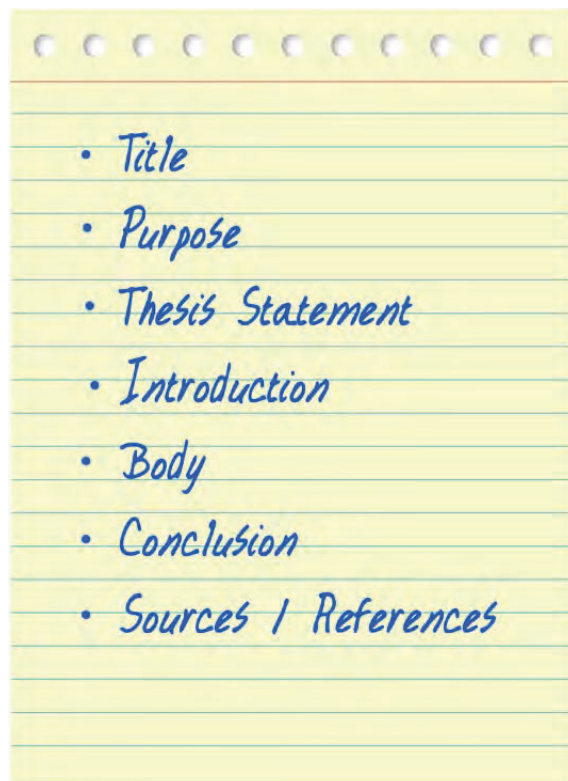 • Title
• Purpose
• Thesis Statement
• Introduction
• Body
• Conclusion
• Sources / References